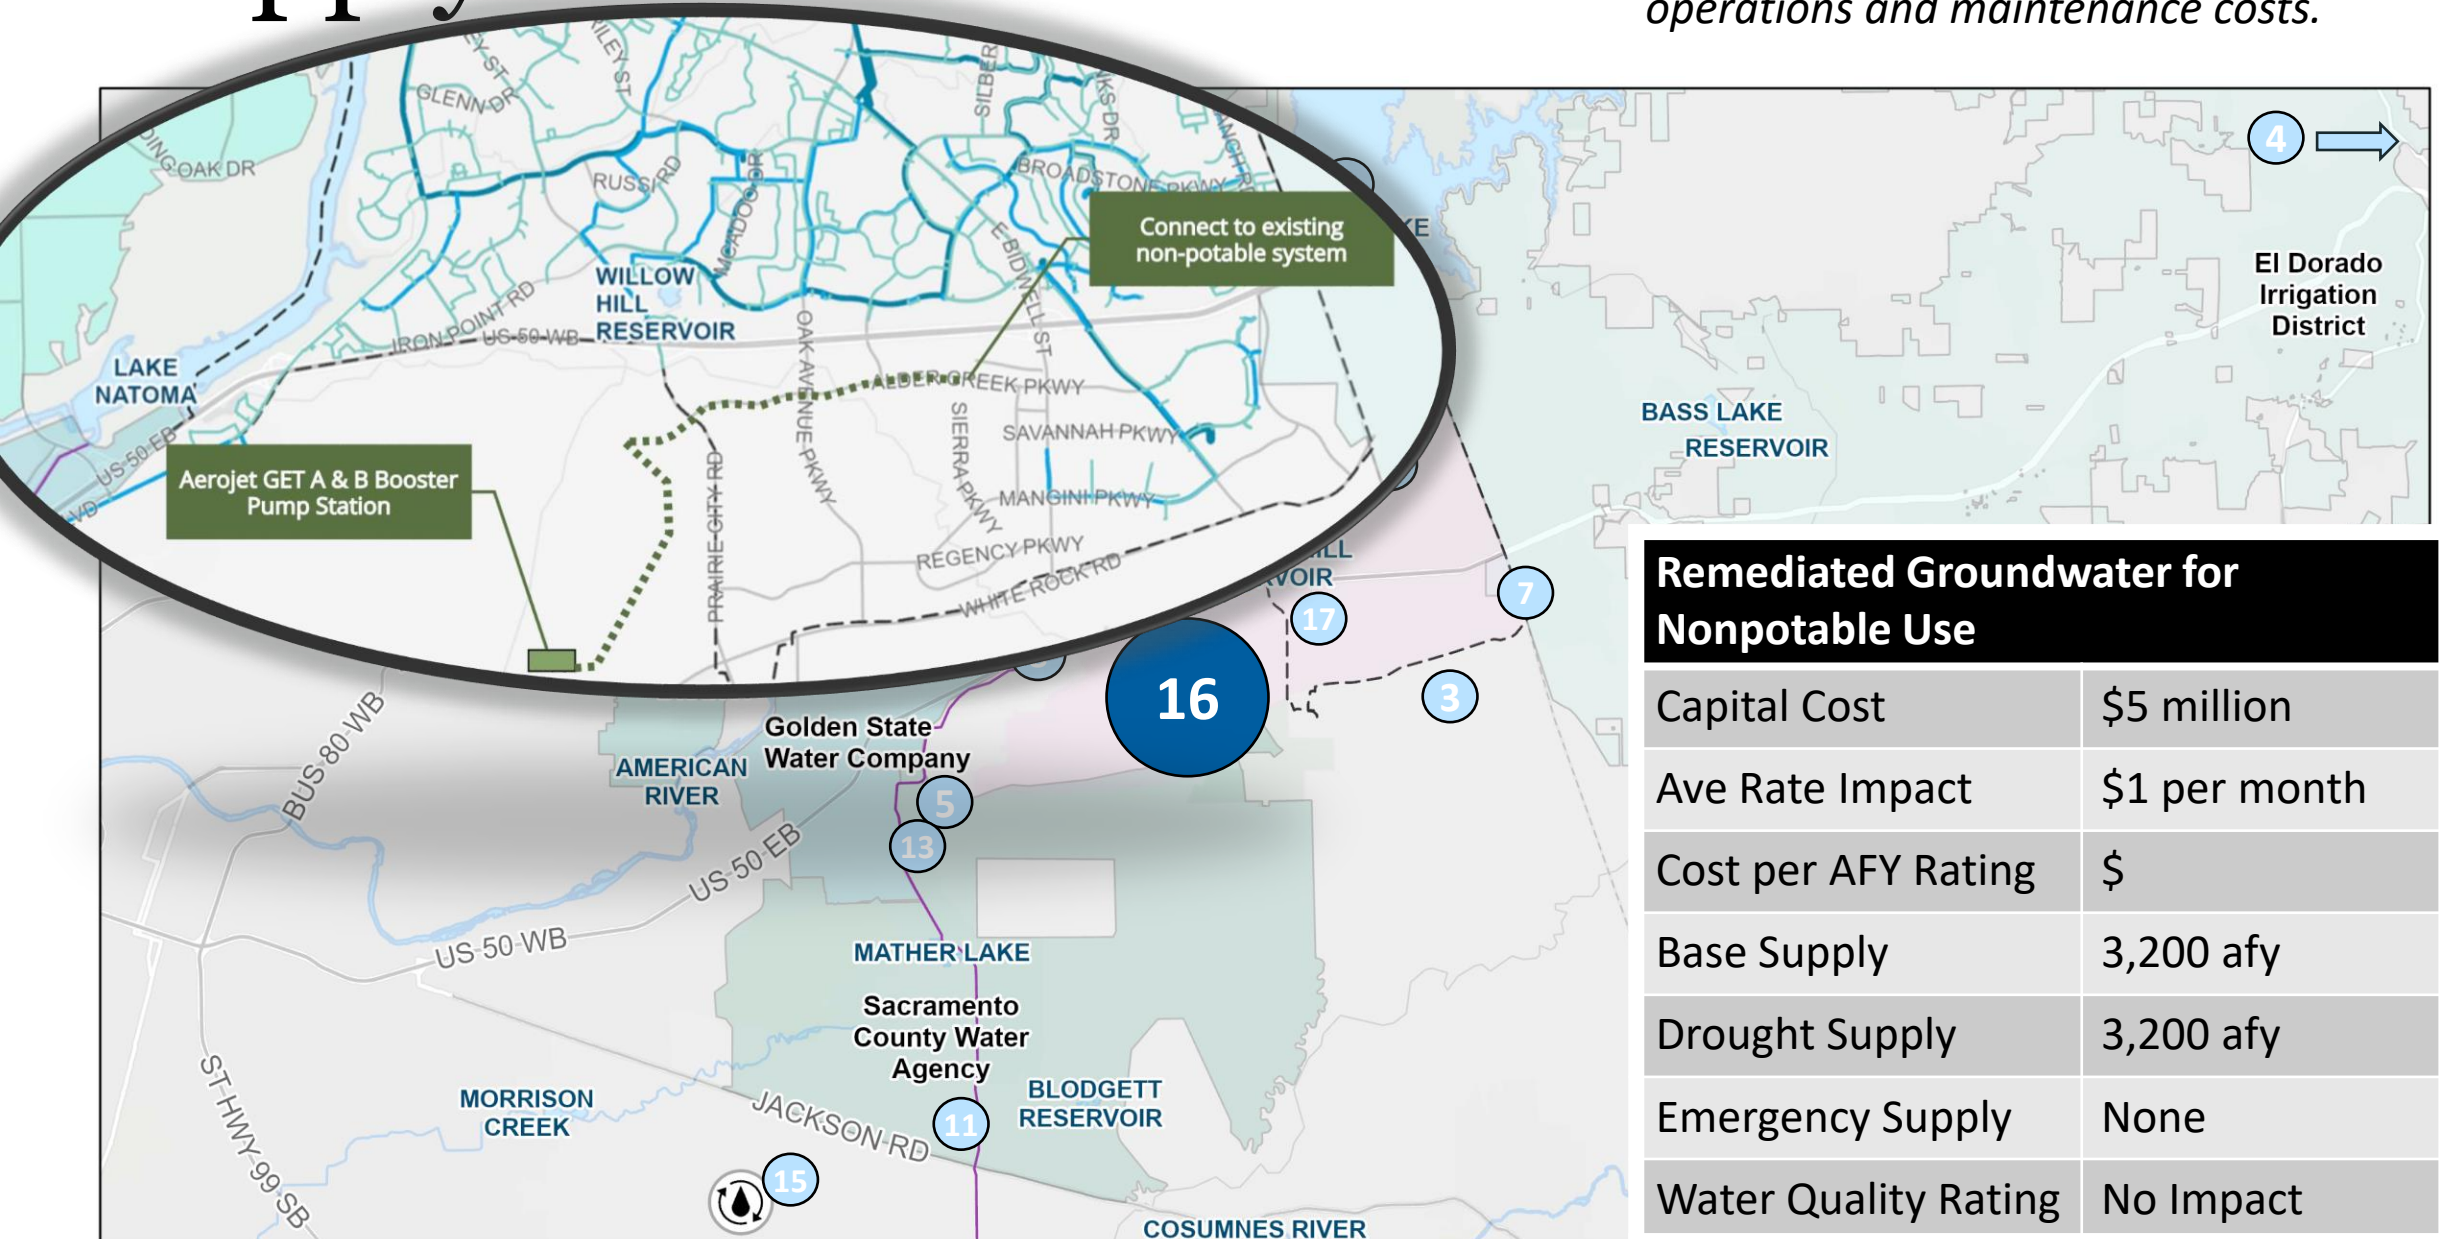 operations and maintenance costs.
GLENN DR
RILEY ST
OAK DR
RUSSI RD
MCADOO DR
BROADSTONE PKWY
E BIDWELL ST
Connect to existing
non-potable system
WILLOW
HILL
RESERVOIR
IRON POINT RD
US-50-WB
OAK AVENUE PKWY
LAKE
NATOMA
US-50-EB
ALDER CREEK PKWY
SIERRA PKWY
SAVANNAH PKWY
MANGINI PKWY
REGENCY PKWY
WHITE ROCK RD
PRAIRIE CITY RD
Aerojet GET A & B Booster
Pump Station
4
El Dorado
Irrigation
District
BASS LAKE
RESERVOIR
7
17
16
3
Golden State
Water Company
AMERICAN
RIVER
5
13
BUS 80-WB
US-50-EB
US-50 WB
MATHER LAKE
Sacramento
County Water
Agency
MORRISON
CREEK
BLODGETT
RESERVOIR
JACKSON-RD
11
15
ST-HWY-99 SB
COSUMNES RIVER
Remediated Groundwater for
Nonpotable Use
Capital Cost $5 million
Ave Rate Impact $1 per month
Cost per AFY Rating $
Base Supply 3,200 afy
Drought Supply 3,200 afy
Emergency Supply None
Water Quality Rating No Impact